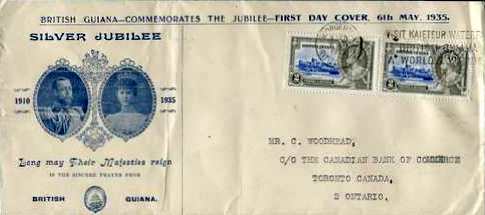 BRITISH GUIANA—COMMEMORATES THE JUBILEE—FIRST DAY COVER, 6th MAY, 1935.
SILVER JUBILEE
VISIT KAIETEUR
1910 1935
Long may Their Majesties reign
IS THE SINCERE PRAYER FROM
BRITISH GUIANA.
MR. C. WOODHEAD,
C/O THE CANADIAN BANK OF COMMERCE
TORONTO CANADA,
2 ONTARIO.